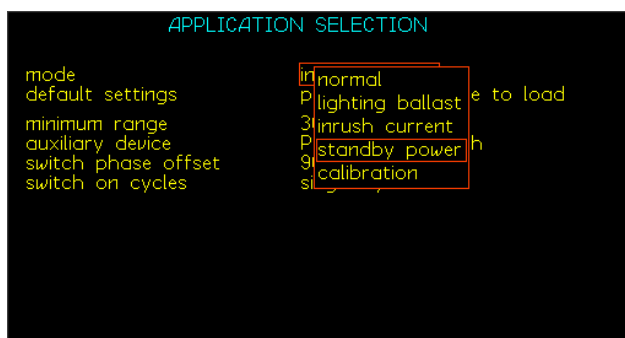 APPLICATION SELECTION
mode
default settings
e to load
minimum range
auxiliary device
switch phase offset
switch on cycles
normal
lighting ballast
inrush current
standby power
calibration